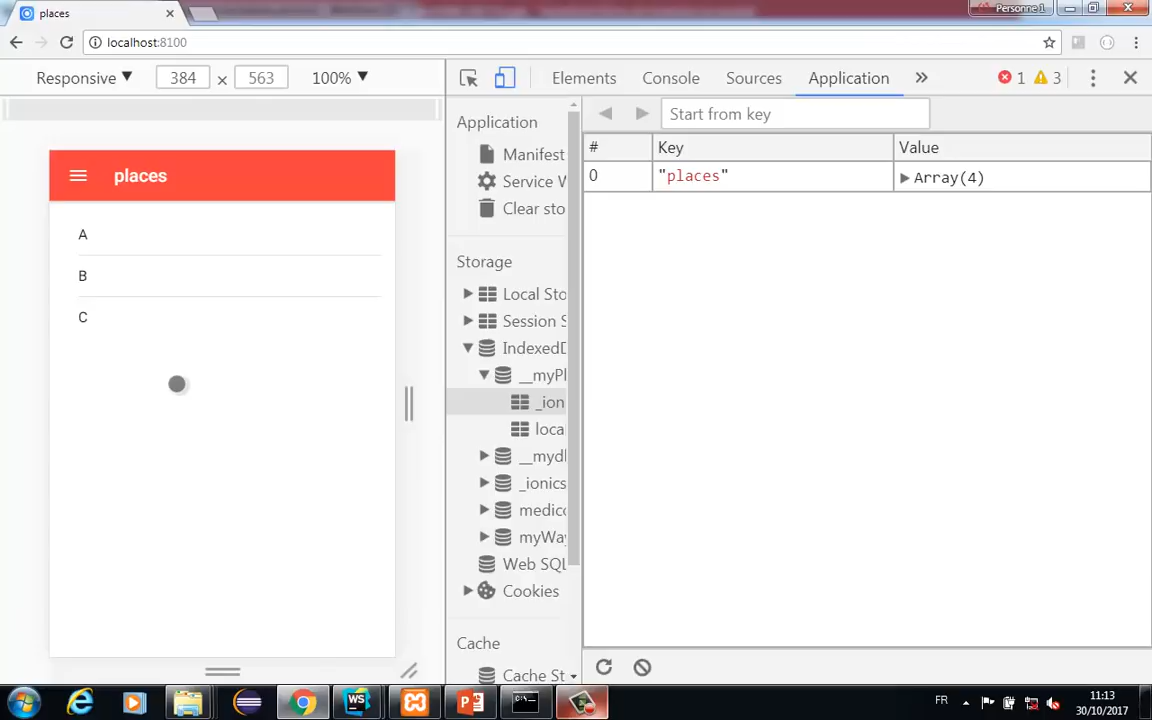 places
Personne 1
localhost:8100
Responsive 384 × 563 100%
Elements Console Sources Application » 1 3
Application
Manifest
Service W
Clear sto
Storage
Local Sto
Session S
IndexedD
__myPl
_ion
loca
__mydl
_ionics
medico
myWay
Web SQL
Cookies
Cache
Cache St
Start from key
# Key Value
0 "places" Array(4)
places
A
B
C
FR
11:13
30/10/2017